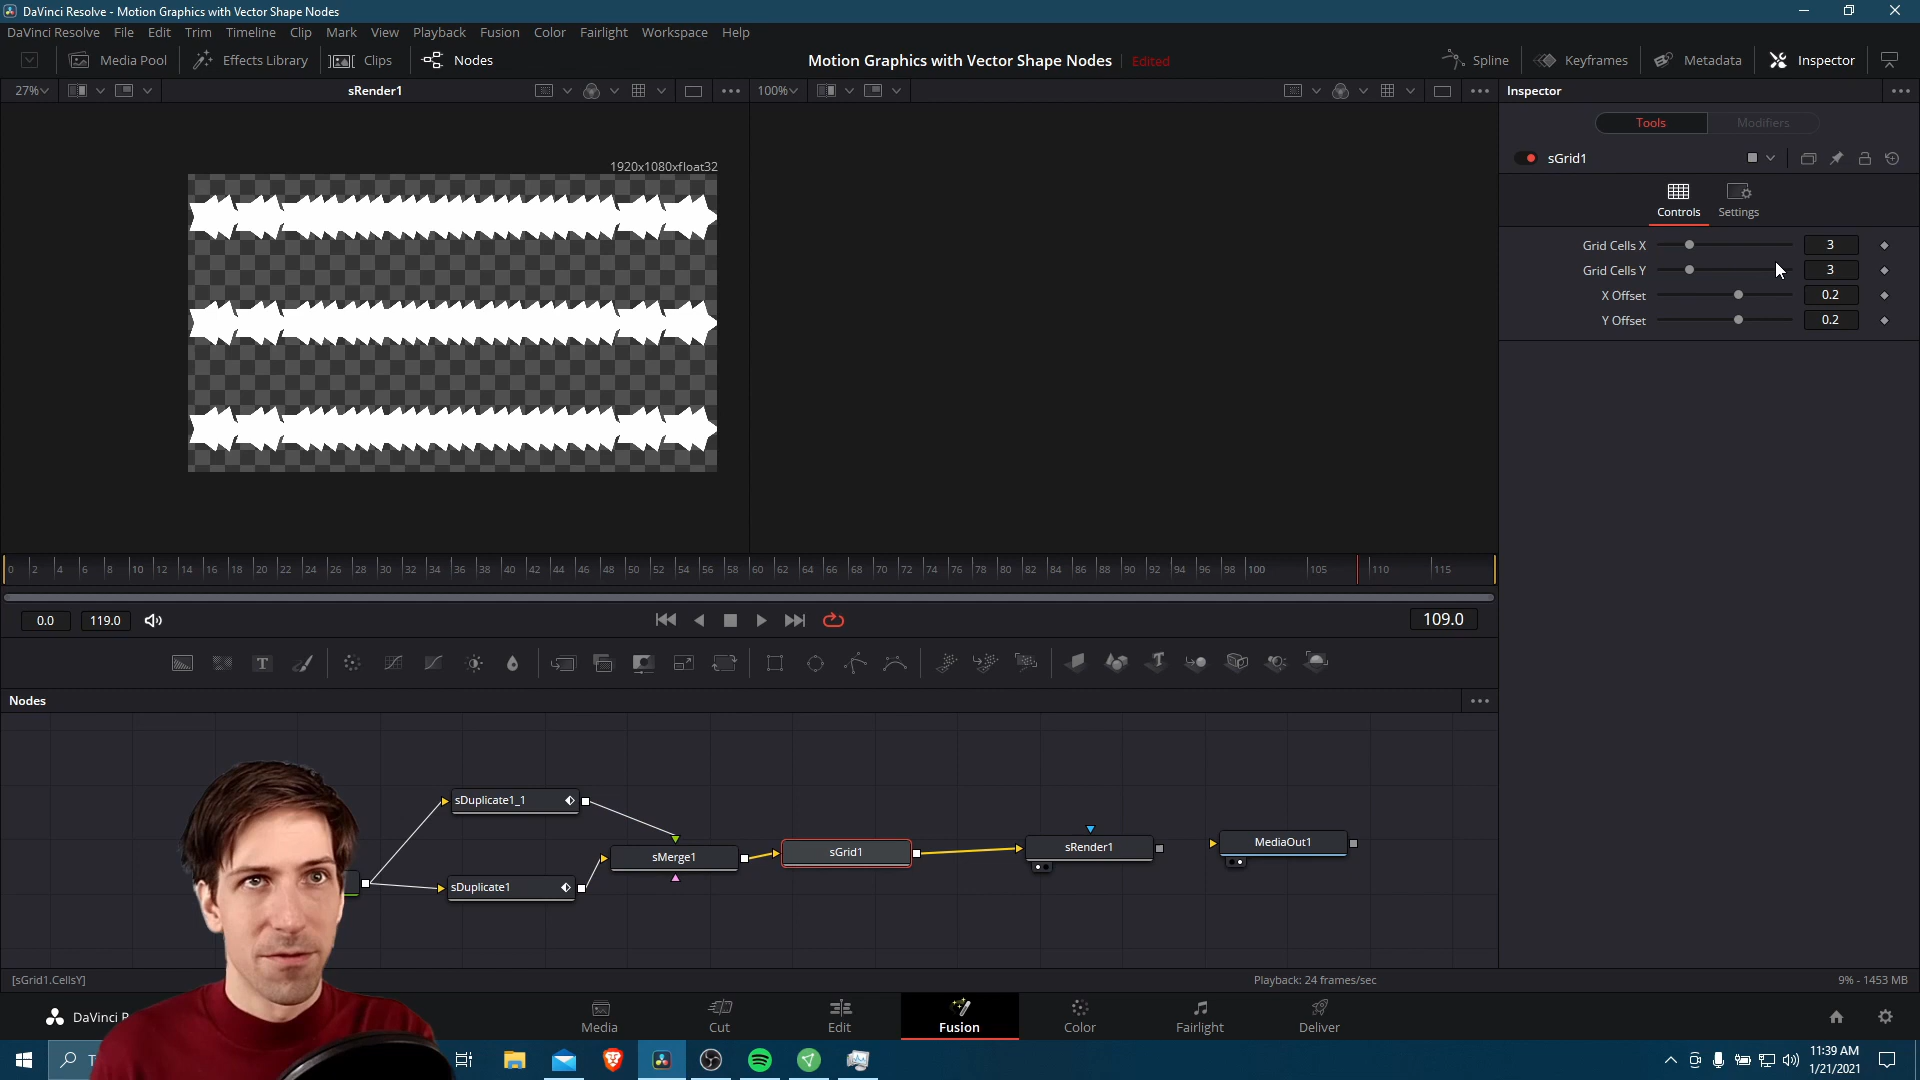 DaVinci Resolve - Motion Graphics with Vector Shape Nodes
DaVinci Resolve File Edit Trim Timeline Clip Mark View Playback Fusion Color Fairlight Workspace Help
Media Pool Effects Library Clips Nodes Motion Graphics with Vector Shape Nodes Edited Spline Keyframes Metadata Inspector
27% sRender1 100% Inspector
Tools Modifiers
sGrid1
1920x1080xfloat32
Controls Settings
Grid Cells X 3
Grid Cells Y 3
X Offset 0.2
Y Offset 0.2
0 2 4 6 8 10 12 14 16 18 20 22 24 26 28 30 32 34 36 38 40 42 44 46 48 50 52 54 56 58 60 62 64 66 68 70 72 74 76 78 80 82 84 86 88 90 92 94 96 98 100 105 110 115
0.0 119.0 109.0
T
Nodes
sDuplicate1_1
sMerge1 sGrid1 sRender1 MediaOut1
sDuplicate1
[sGrid1.CellsY] Playback: 24 frames/sec 9% - 1453 MB
DaVinci
Media Cut Edit Fusion Color Fairlight Deliver
T
11:39 AM
1/21/2021